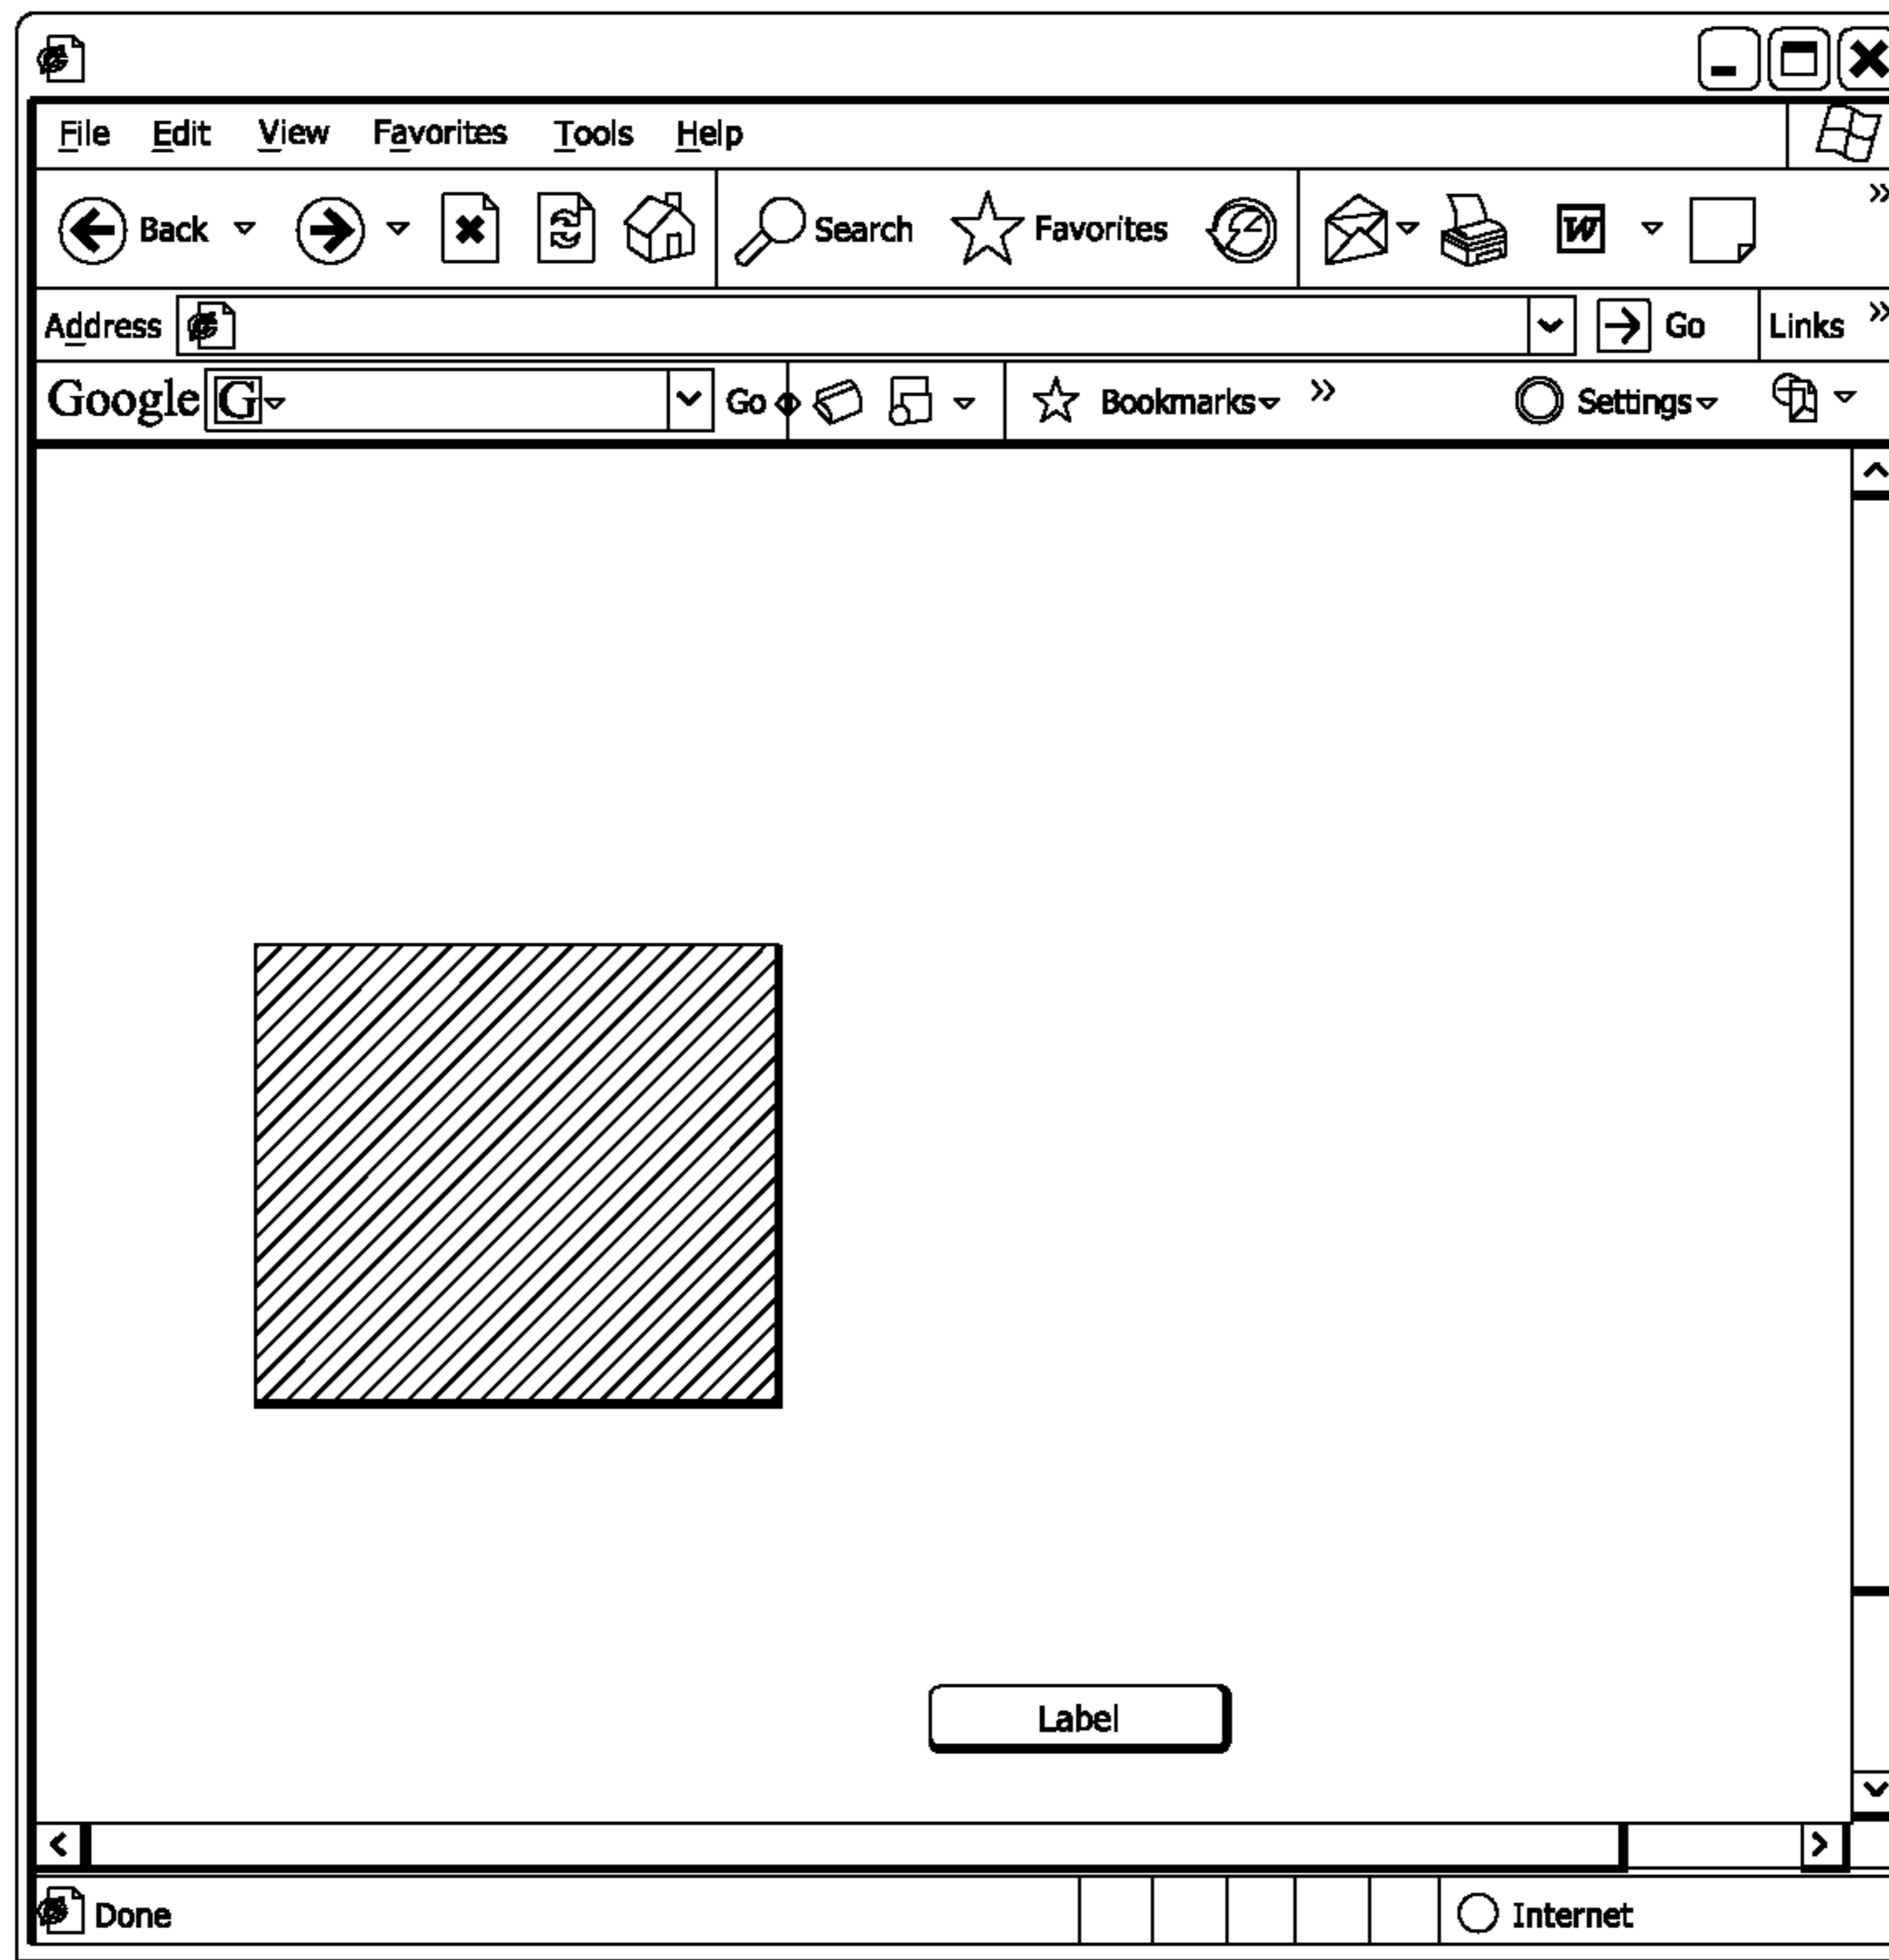 File Edit View Favorites Tools Help
Back Search Favorites W
Address Go Links »
Google G Go Bookmarks » Settings
Label
Done Internet